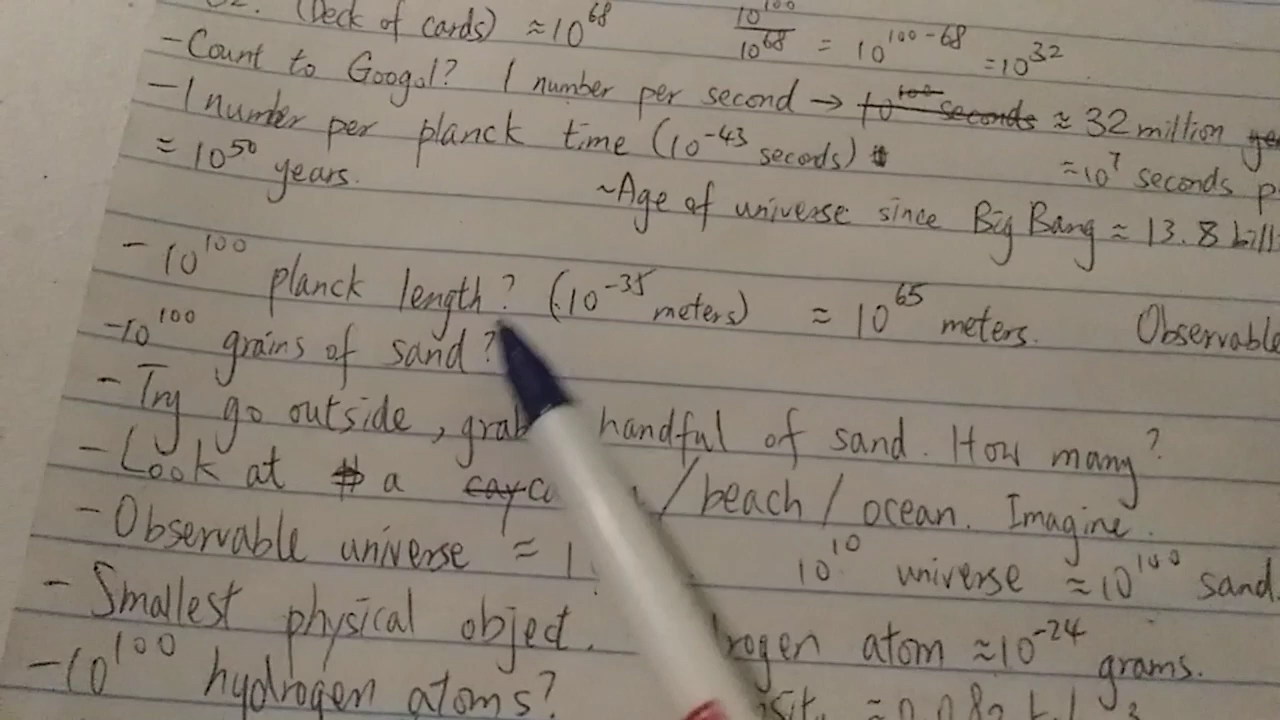 (Deck of cards) ≈10^68 10^100/10^68 = 10^100-68 =10^32
-Count to Googol? 1 number per second → 10^100 seconds ≈ 32 million
-1 number per planck time (10^-43 seconds) ≈10^7 seconds
= 10^50 years. ~Age of universe since Big Bang ≈ 13.8
- 10^100 planck length? (10^-35 meters) = 10^65 meters. Observable
-10^100 grains of sand?
- Try go outside, grab handful of sand. How many?
- Look at a /beach/ocean. Imagine.
- Observable universe = 10^10 universe ≈10^100 sand.
- Smallest physical object. atom ≈10^-24 grams.
-10^100 hydrogen atoms?